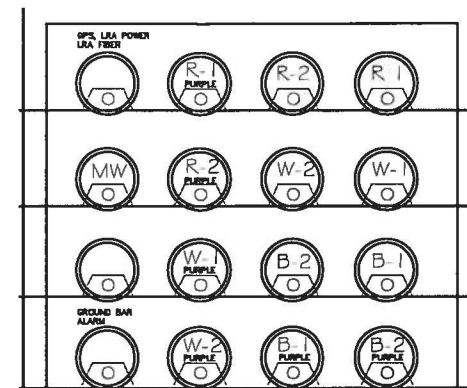 GPS, LRA POWER
LRA FIBER
R-1 PURPLE
R-2
R 1
MW
R-2 PURPLE
W-2
W-1
W-1 PURPLE
B-2
B-1
GROUND BAR
ALARM
W-2 PURPLE
B-1 PURPLE
B-2 PURPLE